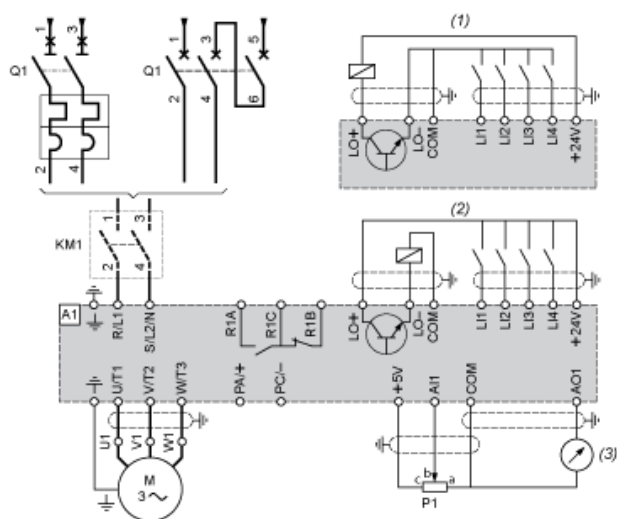 1 3 1 3 5
Q1 Q1
2 4 2 4 6
KM1
1 3
2 4
(1)
LO+ LO- COM LI1 LI2 LI3 LI4 +24V
(2)
A1 R/L1 S/L2/N R1A R1C R1B LO+ LO- COM LI1 LI2 LI3 LI4 +24V
U/T1 V/T2 W/T3 PA/+ PC/– +5V AI1 COM AO1
U1 V1 W1
M
3
c b a
P1
(3)